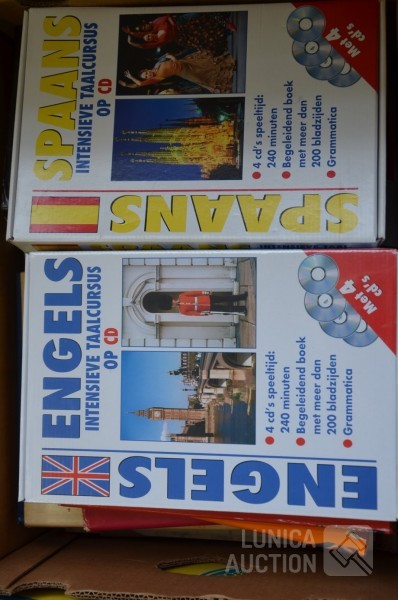 SPAANS
INTENSIEVE TAALCURSUS
OP CD
Met 4
cd's
• 4 cd's speeltijd:
240 minuten
• Begeleidend boek
met meer dan
200 bladzijden
• Grammatica
SPAANS
ENGELS
INTENSIEVE TAALCURSUS
OP CD
Met 4
cd's
• 4 cd's speeltijd:
240 minuten
• Begeleidend boek
met meer dan
200 bladzijden
• Grammatica
ENGELS
LUNICA
AUCTION